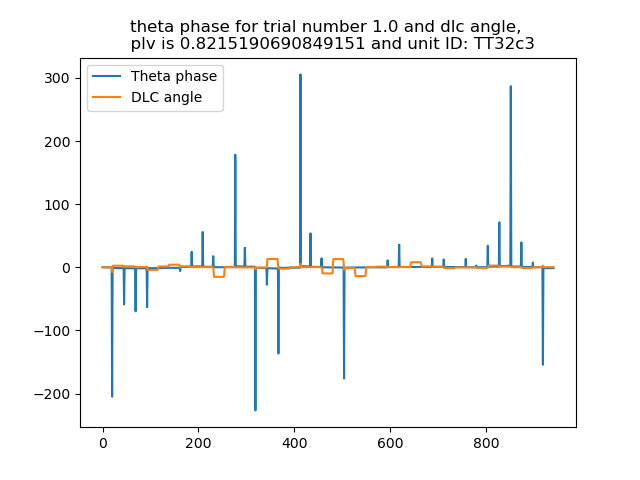 theta phase for trial number 1.0 and dlc angle,
plv is 0.8215190690849151 and unit ID: TT32c3
Theta phase
DLC angle
300
200
100
0
−100
−200
0
200
400
600
800